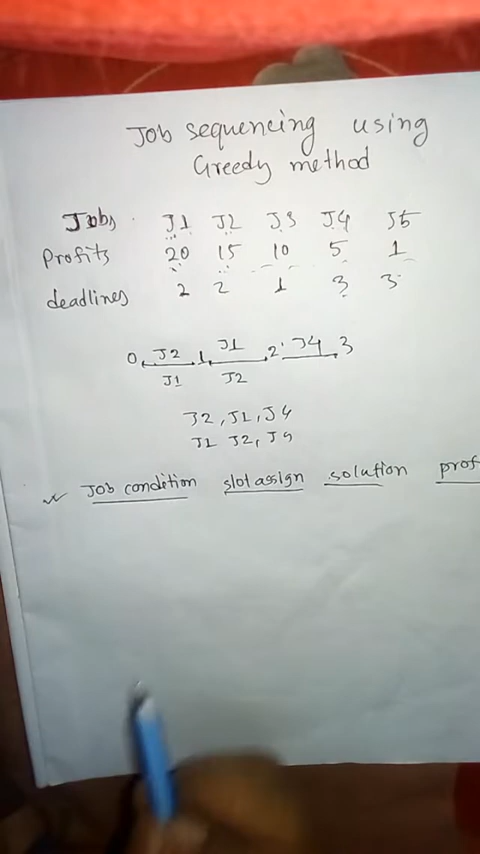 Job sequencing using
Greedy method
Jobs J1 J2 J3 J4 J5
Profits 20 15 10 5 1
deadlines 2 2 1 3 3
0 J2 1 J1 2 J4 3
J1 J2
J2, J1, J4
J1 J2, J4
Job condition slot assign solution prof